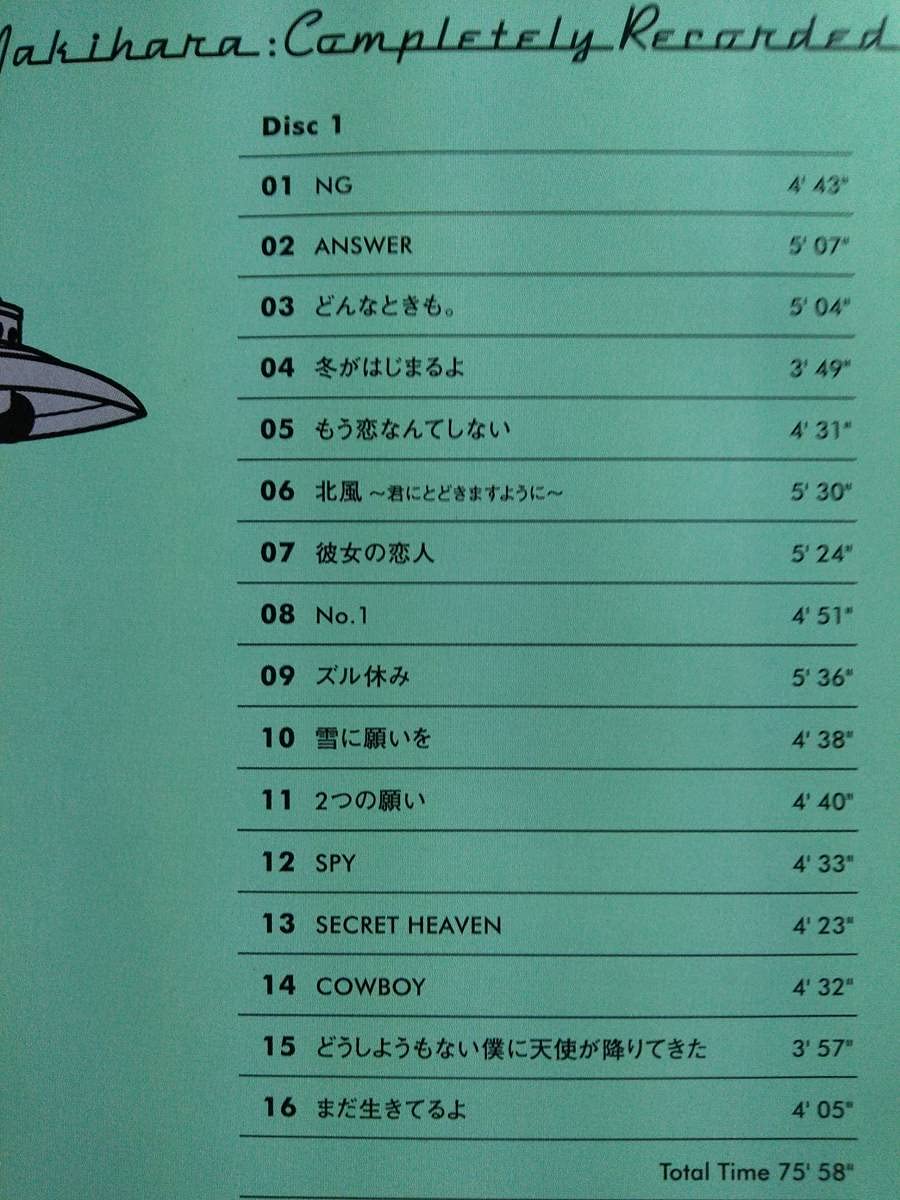 Makihara:Completely Recorded
Disc 1
01 NG 4' 43"
02 ANSWER 5' 07"
03 どんなときも。 5' 04"
04 冬がはじまるよ 3' 49"
05 もう恋なんてしない 4' 31"
06 北風 〜君にとどきますように〜 5' 30"
07 彼女の恋人 5' 24"
08 No.1 4' 51"
09 ズル休み 5' 36"
10 雪に願いを 4' 38"
11 2つの願い 4' 40"
12 SPY 4' 33"
13 SECRET HEAVEN 4' 23"
14 COWBOY 4' 32"
15 どうしようもない僕に天使が降りてきた 3' 57"
16 まだ生きてるよ 4' 05"
Total Time 75' 58"